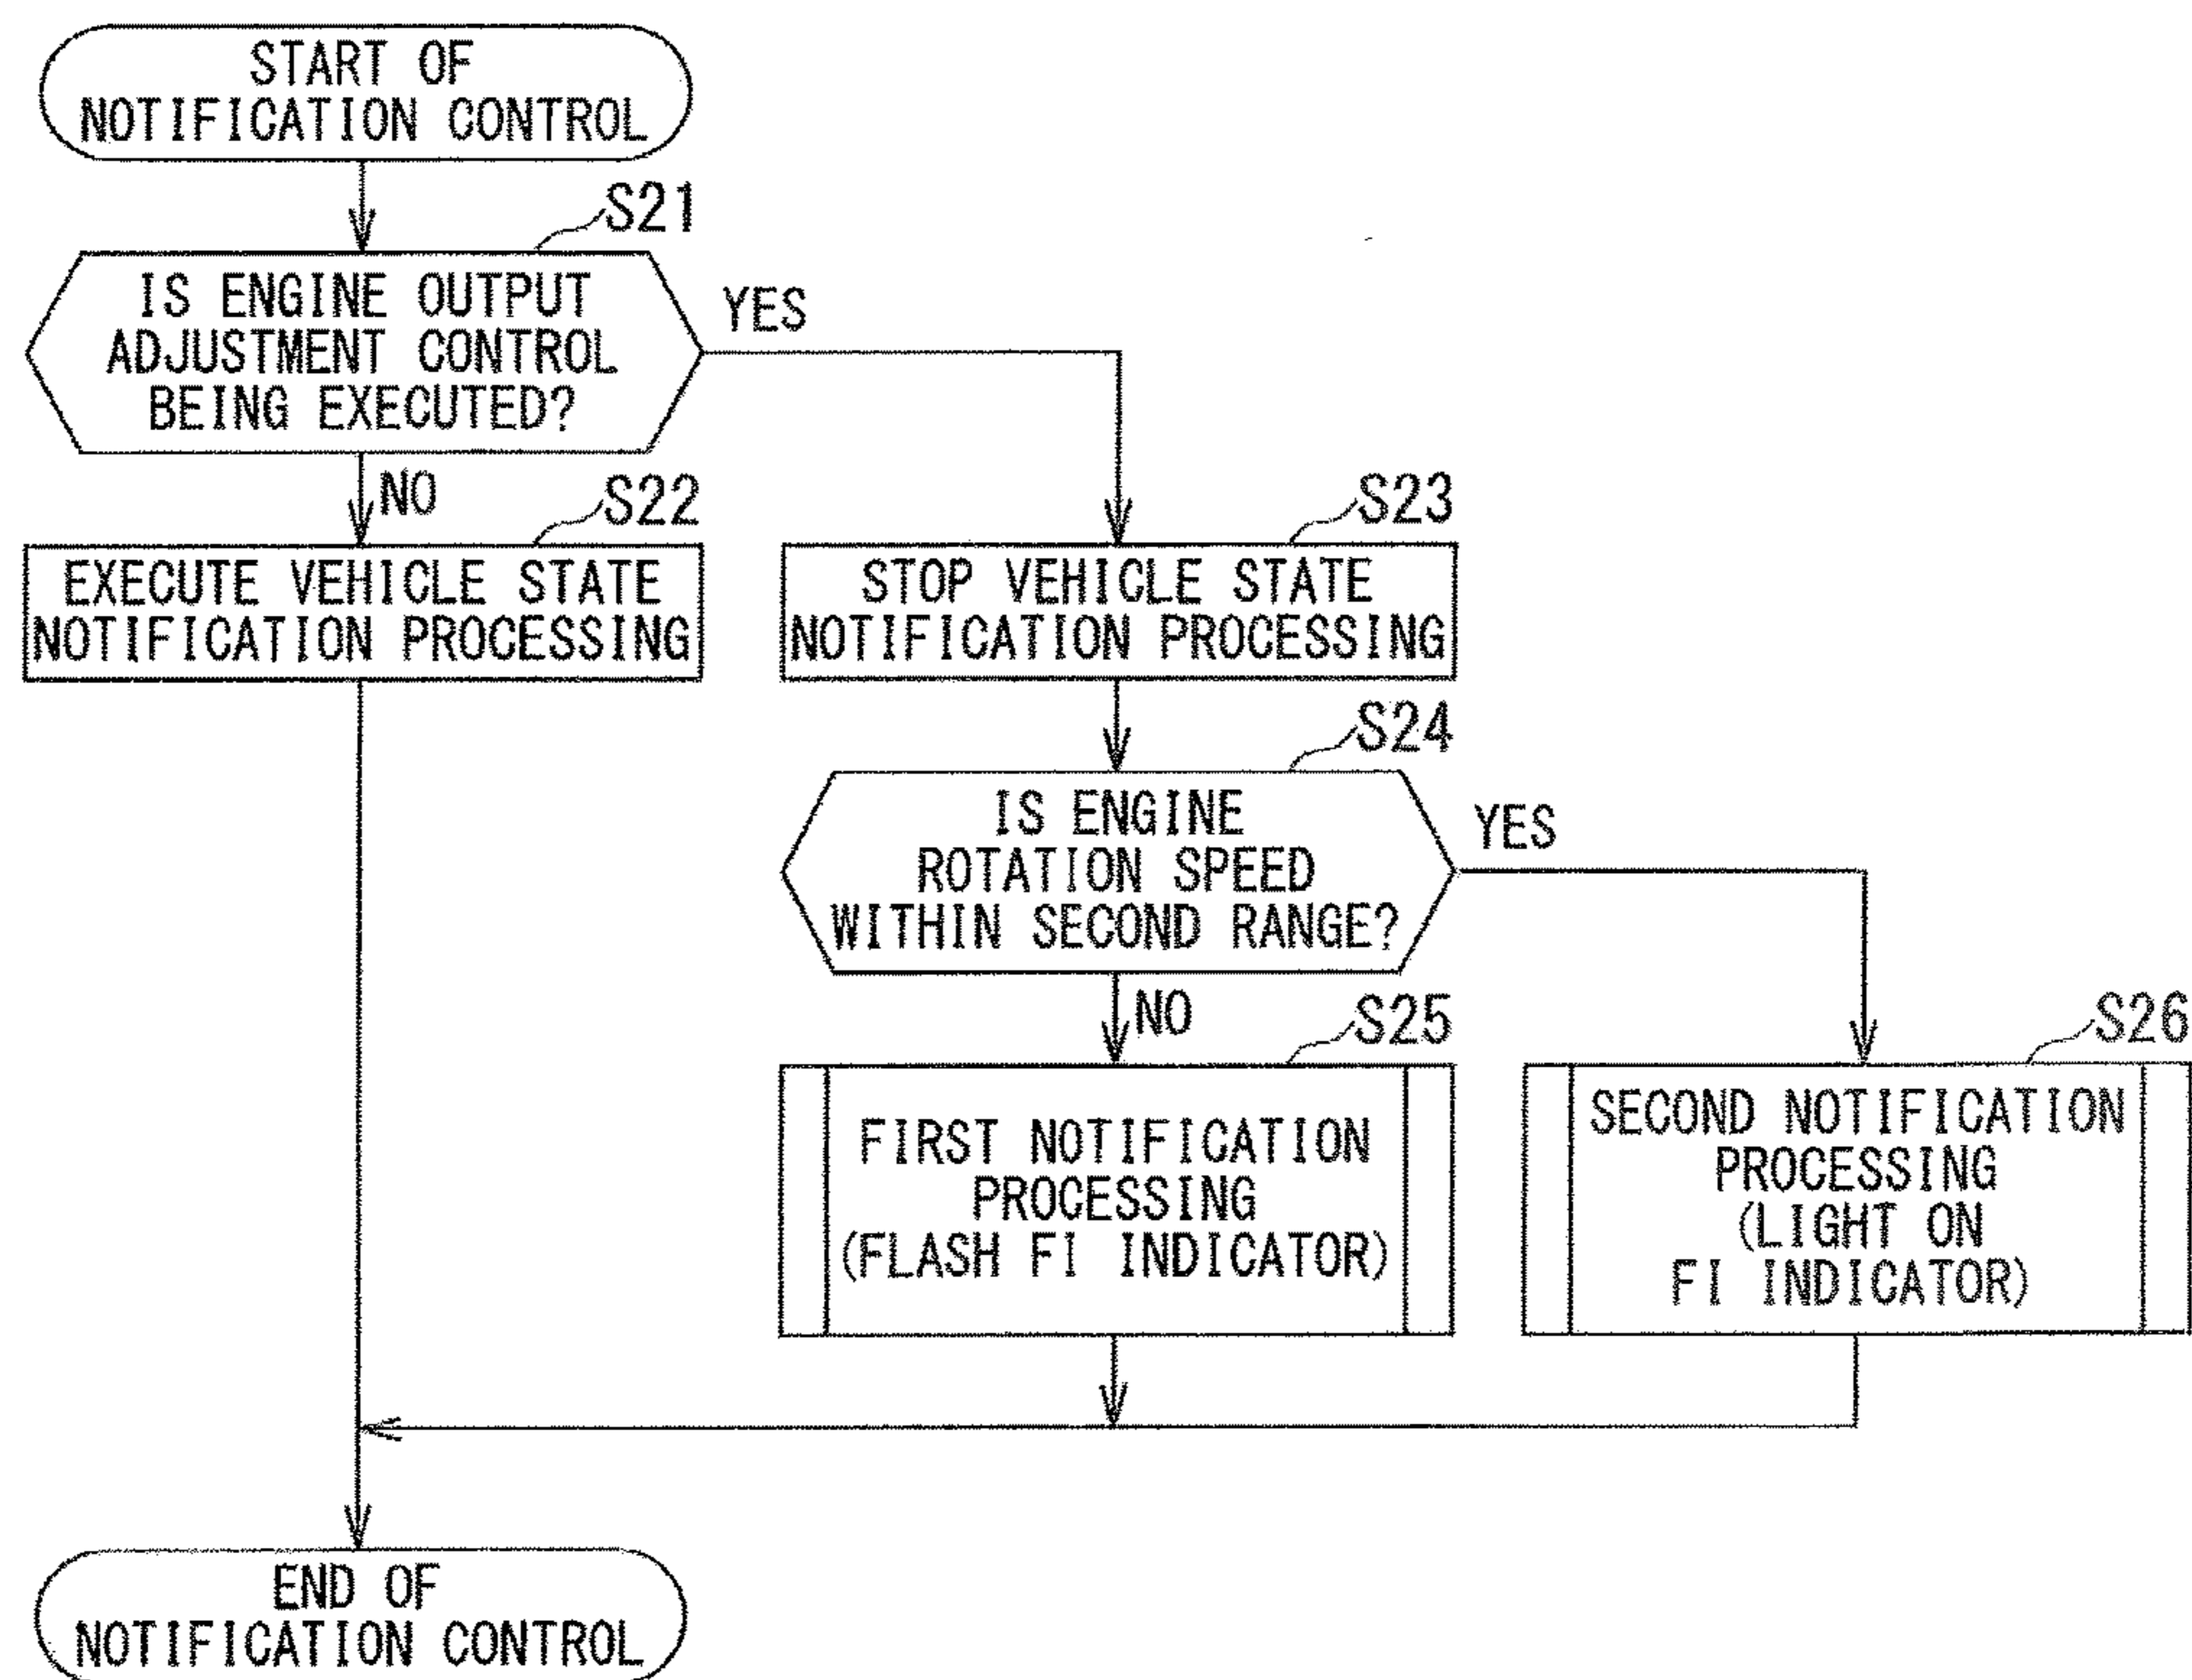 START OF
NOTIFICATION CONTROL
S21
IS ENGINE OUTPUT
ADJUSTMENT CONTROL
BEING EXECUTED?
YES
NO
S22
EXECUTE VEHICLE STATE
NOTIFICATION PROCESSING
S23
STOP VEHICLE STATE
NOTIFICATION PROCESSING
S24
IS ENGINE
ROTATION SPEED
WITHIN SECOND RANGE?
YES
NO
S25
FIRST NOTIFICATION
PROCESSING
(FLASH FI INDICATOR)
S26
SECOND NOTIFICATION
PROCESSING
(LIGHT ON
FI INDICATOR)
END OF
NOTIFICATION CONTROL